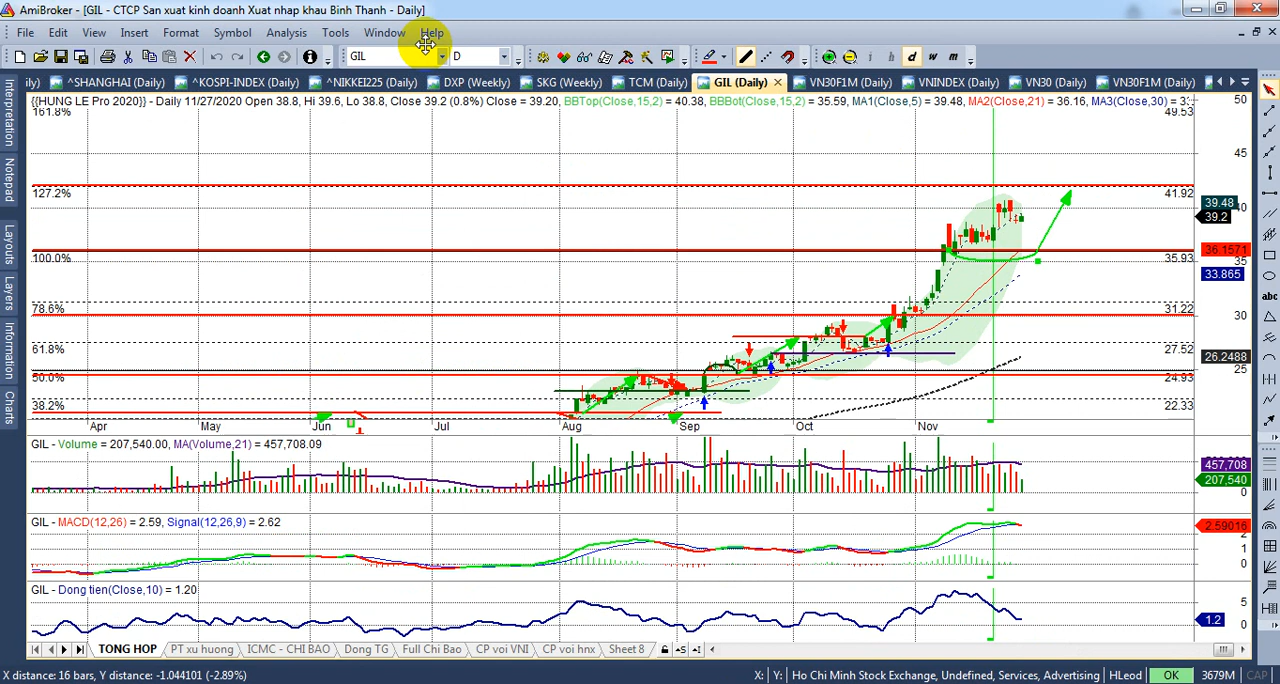 AmiBroker - [GIL - CTCP San xuat kinh doanh Xuat nhap khau Binh Thanh - Daily]
File Edit View Insert Format Symbol Analysis Tools Window Help
GIL D i h d w m
ily) ^SHANGHAI (Daily) ^KOSPI-INDEX (Daily) ^NIKKEI225 (Daily) DXP (Weekly) SKG (Weekly) TCM (Daily) GIL (Daily) VN30F1M (Daily) VNINDEX (Daily) VN30 (Daily) VN30F1M (Daily)
{{HUNG LE Pro 2020}} - Daily 11/27/2020 Open 38.8, Hi 39.6, Lo 38.8, Close 39.2 (0.8%) Close = 39.20, BBTop(Close,15,2) = 40.38, BBBot(Close,15,2) = 35.59, MA1(Close,5) = 39.48, MA2(Close,21) = 36.16, MA3(Close,30) =
50
161.8% 49.53
45
127.2% 41.92
39.48
40
39.2
36.1571
100.0% 35.93
35
33.865
78.6% 31.22
30
61.8% 27.52
26.2488
25
50.0% 24.93
38.2% 22.33
Apr May Jun Jul Aug Sep Oct Nov
GIL - Volume = 207,540.00, MA(Volume,21) = 457,708.09
457,708
207,540
0
GIL - MACD(12,26) = 2.59, Signal(12,26,9) = 2.62
2.59016
2
1
0
GIL - Dong tien(Close,10) = 1.20
5
1.2
0
TONG HOP PT xu huong ICMC - CHI BAO Dong TG Full Chi Bao CP voi VNI CP voi hnx Sheet 8
X distance: 16 bars, Y distance: -1.044101 (-2.89%) X: Y: Ho Chi Minh Stock Exchange, Undefined, Services, Advertising HLeod OK 3679M CAP
Interpretation
Notepad
Layouts
Layers
Information
Charts
abc